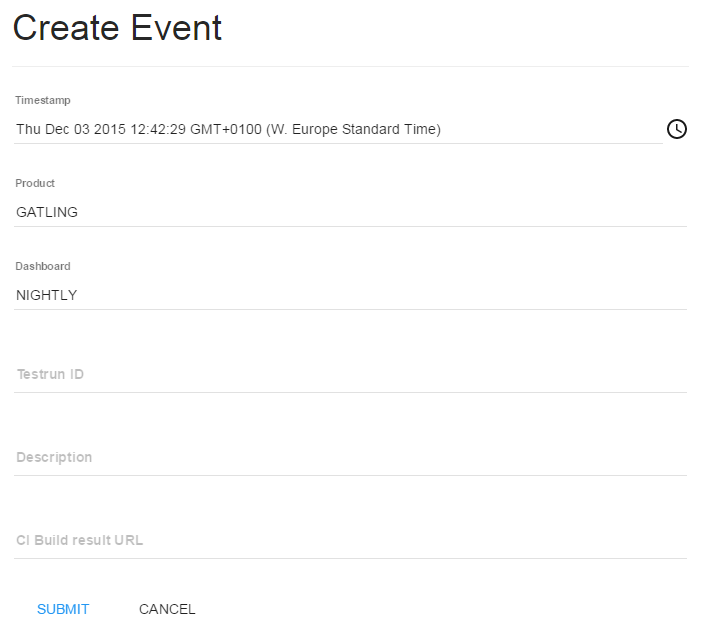 Create Event
Timestamp
Thu Dec 03 2015 12:42:29 GMT+0100 (W. Europe Standard Time)
Product
GATLING
Dashboard
NIGHTLY
Testrun ID
Description
CI Build result URL
SUBMIT CANCEL